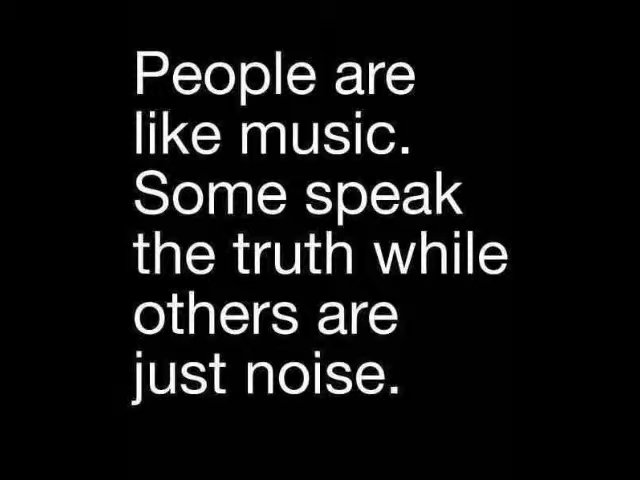 People are
like music.
Some speak
the truth while
others are
just noise.